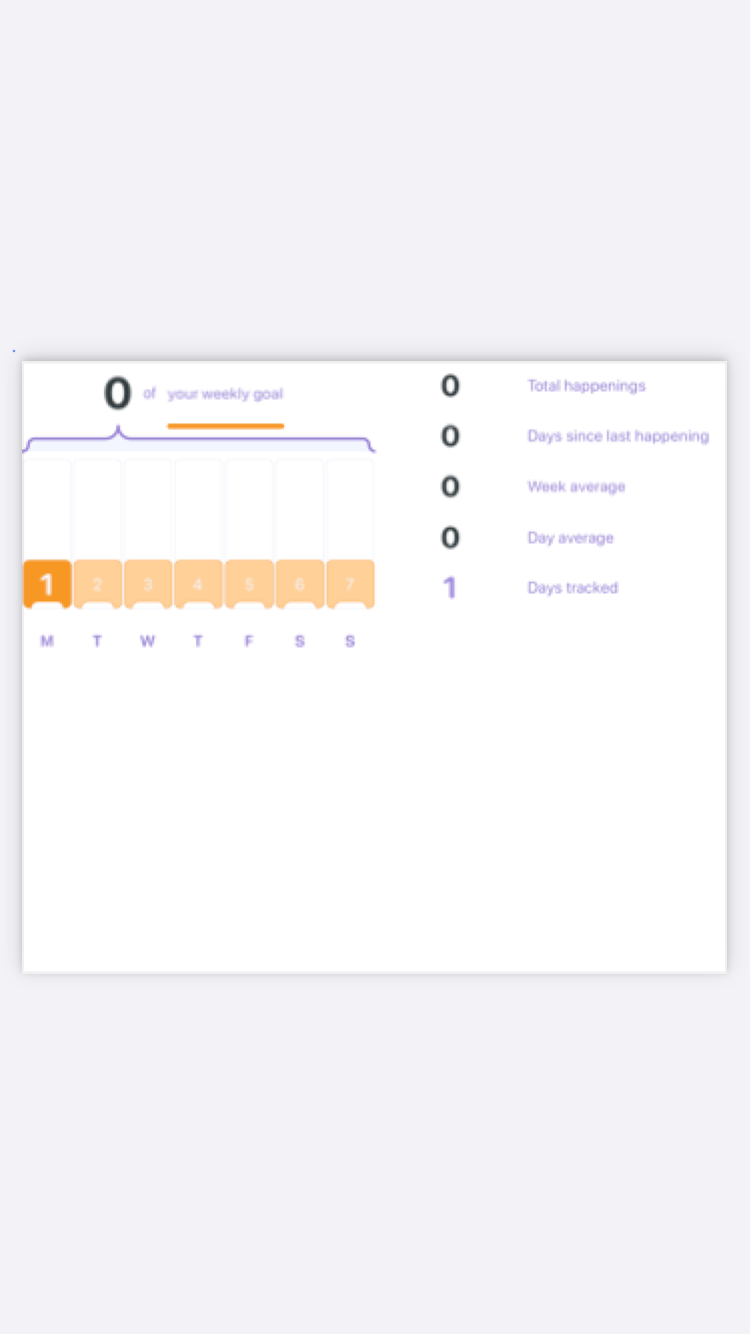 0 of your weekly goal
1 2 3 4 5 6 7
M T W T F S S
0 Total happenings
0 Days since last happening
0 Week average
0 Day average
1 Days tracked